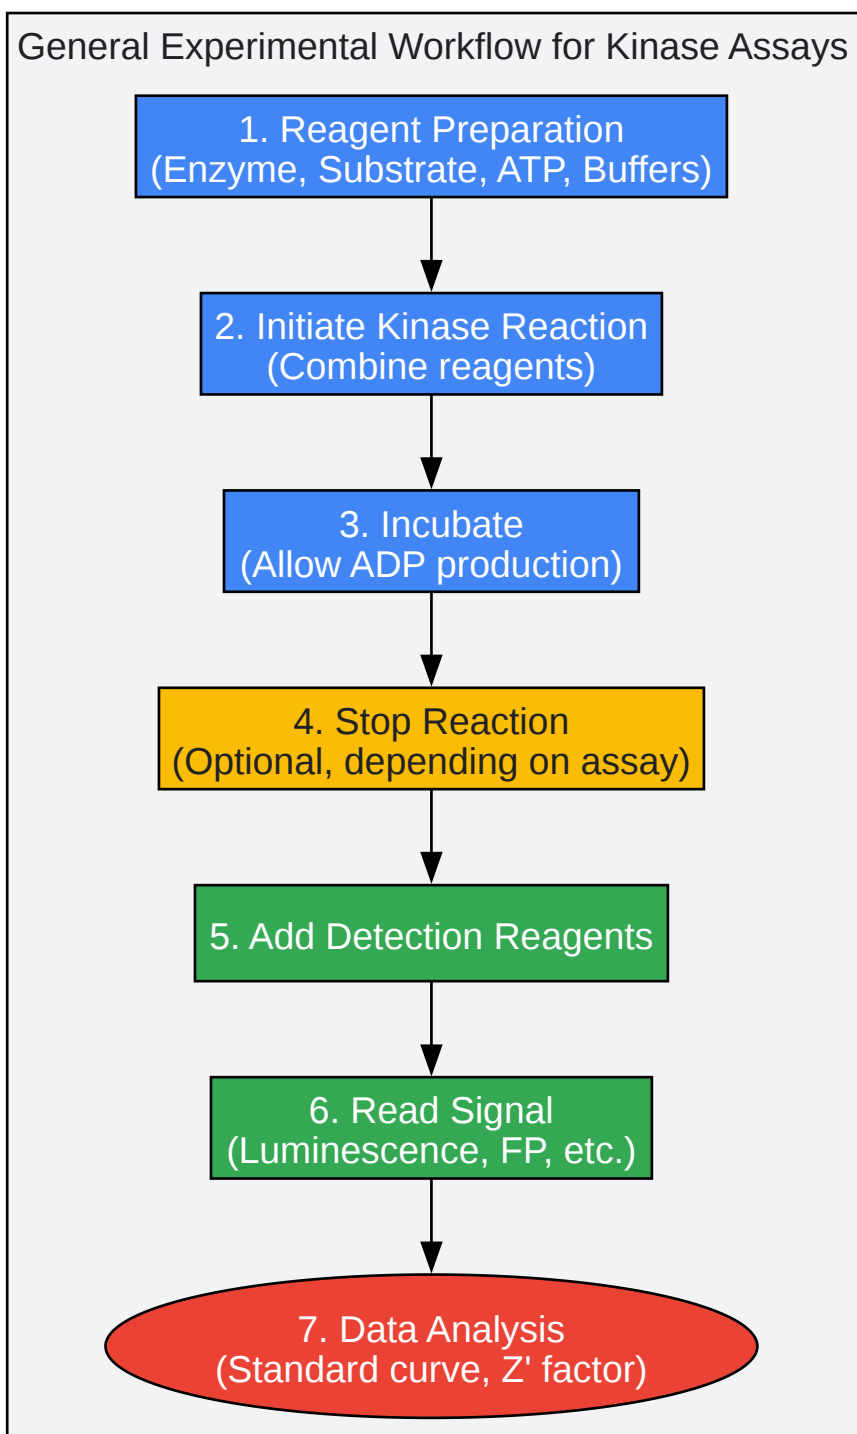 General Experimental Workflow for Kinase Assays
1. Reagent Preparation
(Enzyme, Substrate, ATP, Buffers)
2. Initiate Kinase Reaction
(Combine reagents)
3. Incubate
(Allow ADP production)
4. Stop Reaction
(Optional, depending on assay)
5. Add Detection Reagents
6. Read Signal
(Luminescence, FP, etc.)
7. Data Analysis
(Standard curve, Z' factor)